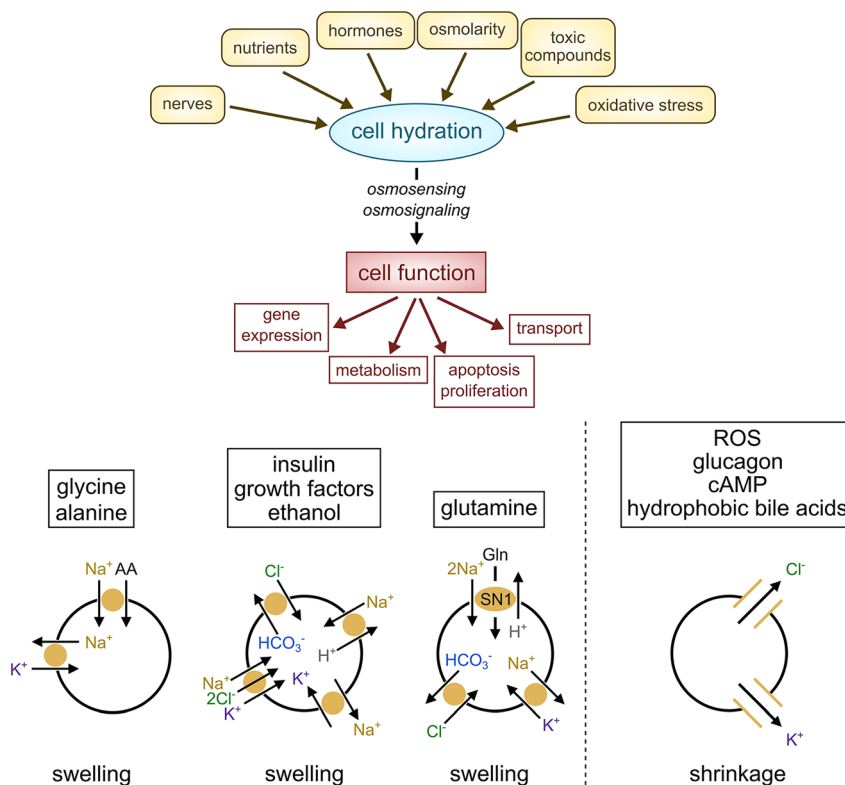 hormones
osmolarity
toxic
compounds
nutrients
nerves
oxidative stress
cell hydration
osmosensing
osmosignaling
cell function
gene
expression
transport
metabolism
apoptosis
proliferation
glycine
alanine
insulin
growth factors
ethanol
glutamine
ROS
glucagon
cAMP
hydrophobic bile acids
Na⁺ AA
Na⁺
K⁺
Cl⁻
Na⁺
HCO₃⁻
H⁺
Na⁺
2Cl⁻
K⁺
K⁺
Na⁺
Gln
2Na⁺
SN1
H⁺
HCO₃⁻
Na⁺
Cl⁻
K⁺
Cl⁻
K⁺
swelling
swelling
swelling
shrinkage